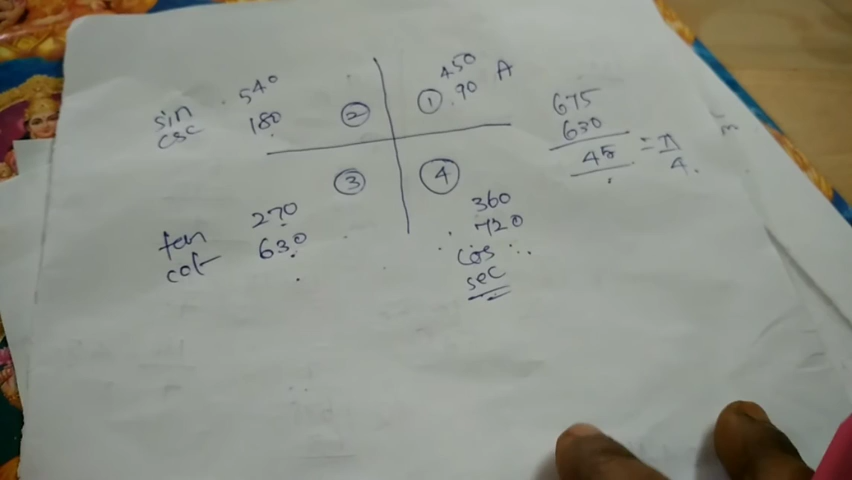 540
sin
csc
180
②
450
① 90
A
675
630
45 = π/4.
③
④
270
tan
630
cot
360
720
cos
sec